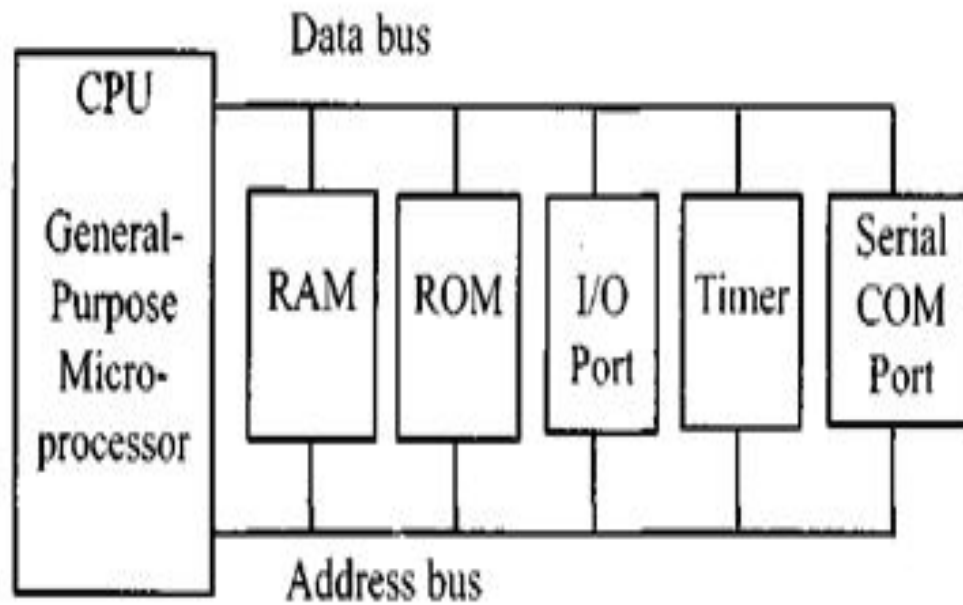 Data bus
CPU
General-
Purpose
Micro-
processor
RAM
ROM
I/O
Port
Timer
Serial
COM
Port
Address bus